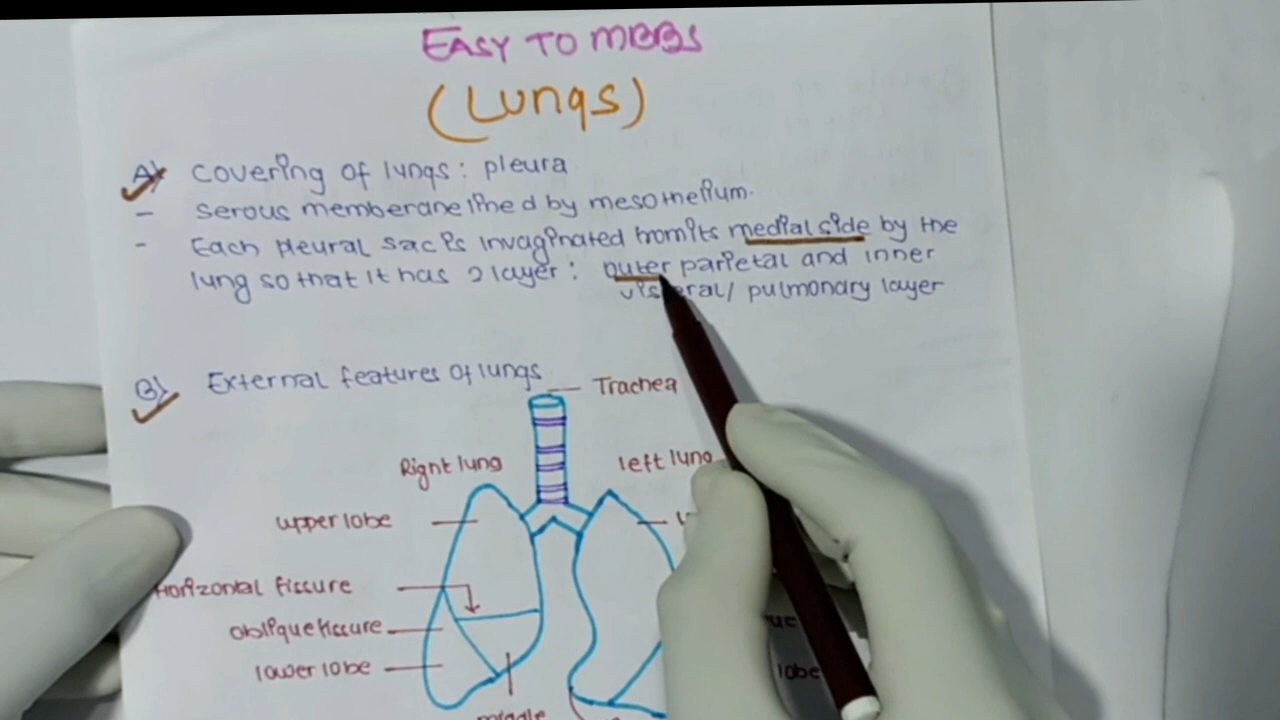 EASY TO MBBS
(Lungs)
A) covering of lungs: pleura
- serous memberane lined by mesothelium.
- Each pleural sac is invaginated from its medial side by the
lung so that it has 2 layer: outer parietal and inner
visceral/ pulmonary layer
B) External features of lungs
Trachea
Right lung
left lung
upper lobe
Horizontal fissure
oblique fissure
lower lobe
lobe
middle